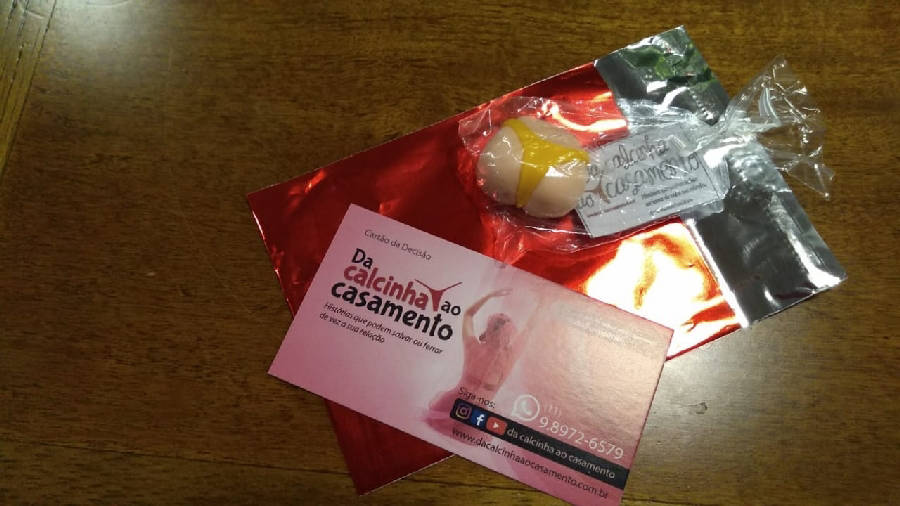 calcinha
ao casamento
Cartão da Decisão
Da
calcinha ao
casamento
Histórias que podem salvar ou ferrar
de vez a sua relação
Siga-nos:
(11)
9.8972-6579
da calcinha ao casamento
www.dacalcinhaaocasamento.com.br